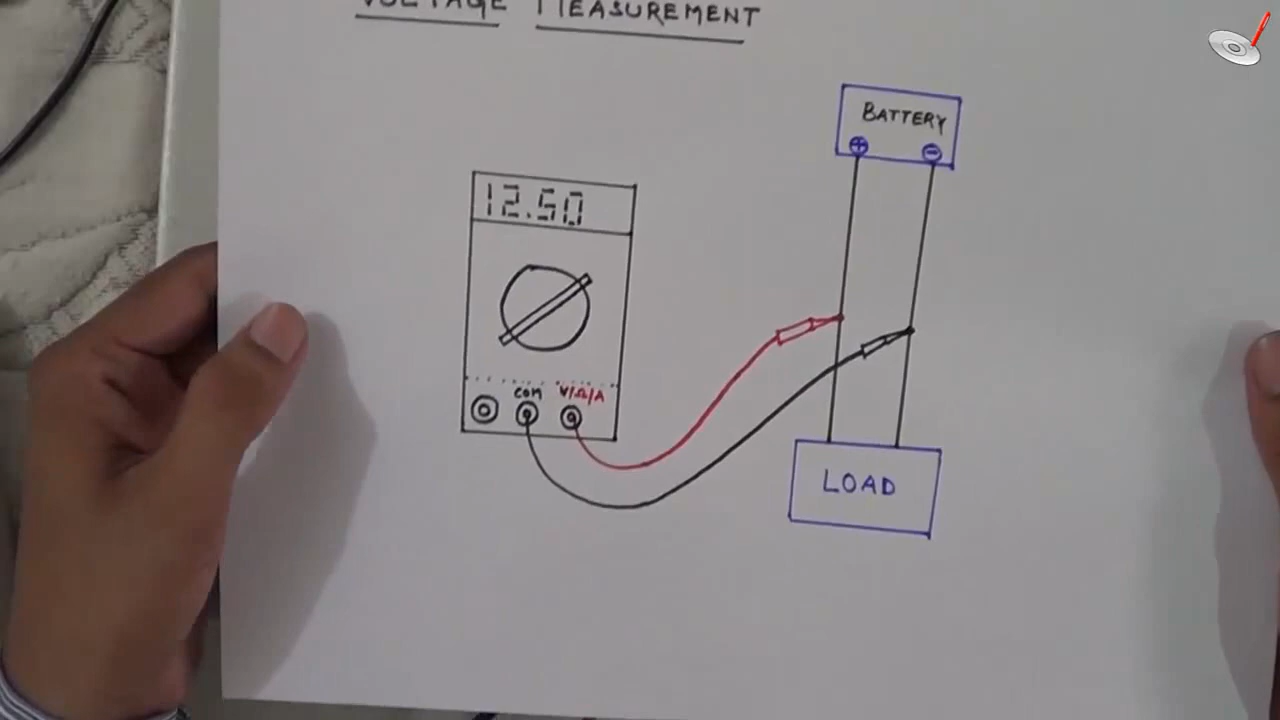 VOLTAGE MEASUREMENT
BATTERY
+ -
12.50
COM V/Ω/A
LOAD